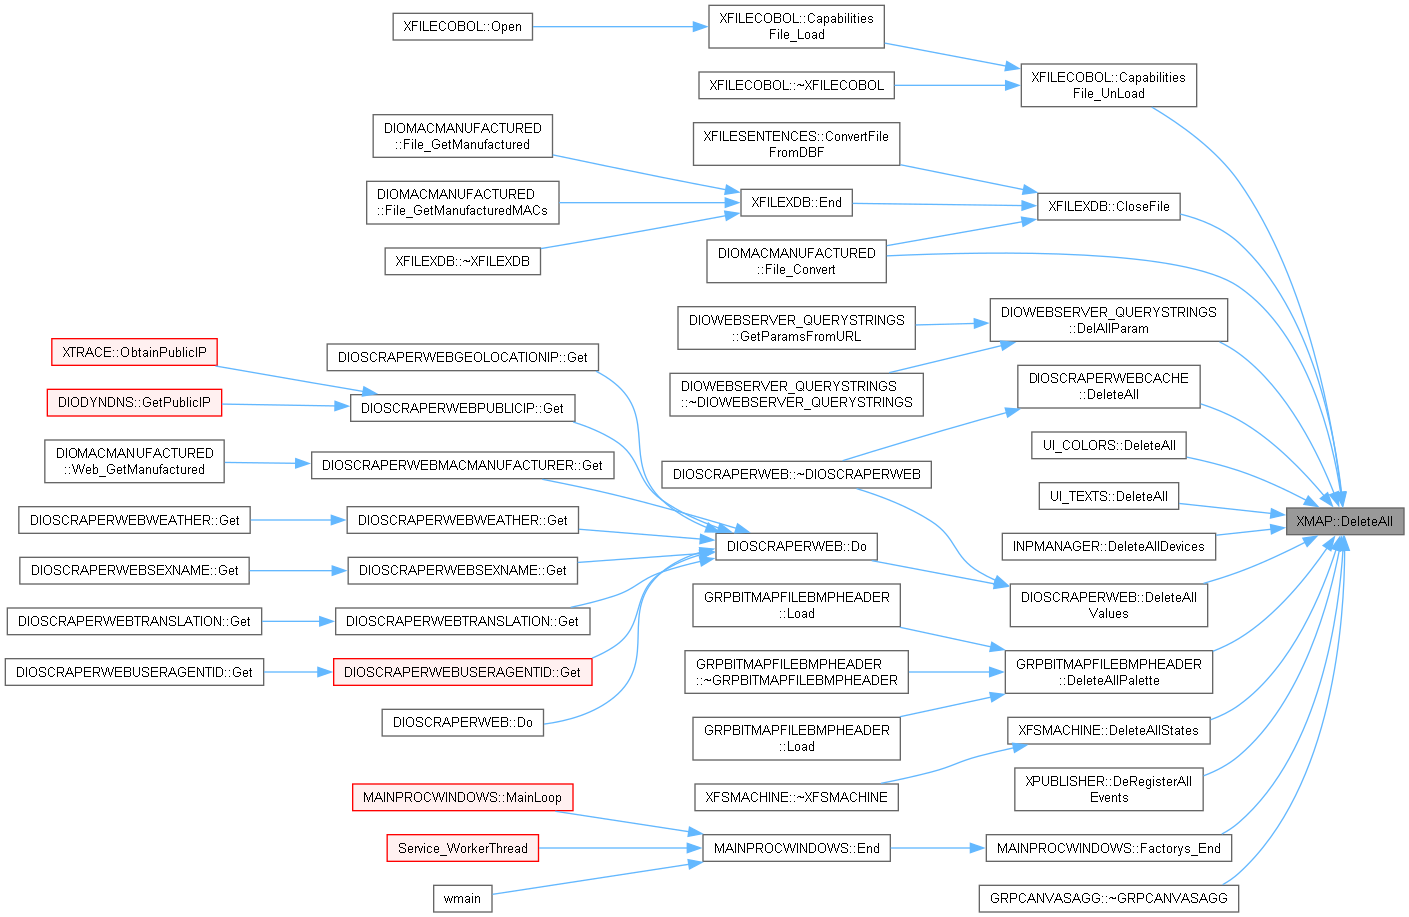 XFILECOBOL::Open
XFILECOBOL::Capabilities
File_Load
XFILECOBOL::Capabilities
File_UnLoad
XFILECOBOL::~XFILECOBOL
DIOMACMANUFACTURED
::File_GetManufactured
XFILESENTENCES::ConvertFile
FromDBF
DIOMACMANUFACTURED
::File_GetManufacturedMACs
XFILEXDB::End
XFILEXDB::CloseFile
XFILEXDB::~XFILEXDB
DIOMACMANUFACTURED
::File_Convert
DIOWEBSERVER_QUERYSTRINGS
::GetParamsFromURL
DIOWEBSERVER_QUERYSTRINGS
::DelAllParam
XTRACE::ObtainPublicIP
DIOSCRAPERWEBGEOLOCATIONIP::Get
DIOWEBSERVER_QUERYSTRINGS
::~DIOWEBSERVER_QUERYSTRINGS
DIOSCRAPERWEBCACHE
::DeleteAll
DIODYNDNS::GetPublicIP
DIOSCRAPERWEBPUBLICIP::Get
UI_COLORS::DeleteAll
DIOMACMANUFACTURED
::Web_GetManufactured
DIOSCRAPERWEBMACMANUFACTURER::Get
DIOSCRAPERWEB::~DIOSCRAPERWEB
UI_TEXTS::DeleteAll
XMAP::DeleteAll
DIOSCRAPERWEBWEATHER::Get
DIOSCRAPERWEBWEATHER::Get
DIOSCRAPERWEB::Do
INPMANAGER::DeleteAllDevices
DIOSCRAPERWEBSEXNAME::Get
DIOSCRAPERWEBSEXNAME::Get
GRPBITMAPFILEBMPHEADER
::Load
DIOSCRAPERWEB::DeleteAll
Values
DIOSCRAPERWEBTRANSLATION::Get
DIOSCRAPERWEBTRANSLATION::Get
DIOSCRAPERWEBUSERAGENTID::Get
DIOSCRAPERWEBUSERAGENTID::Get
GRPBITMAPFILEBMPHEADER
::~GRPBITMAPFILEBMPHEADER
GRPBITMAPFILEBMPHEADER
::DeleteAllPalette
DIOSCRAPERWEB::Do
GRPBITMAPFILEBMPHEADER
::Load
XFSMACHINE::DeleteAllStates
MAINPROCWINDOWS::MainLoop
XFSMACHINE::~XFSMACHINE
XPUBLISHER::DeRegisterAll
Events
Service_WorkerThread
MAINPROCWINDOWS::End
MAINPROCWINDOWS::Factorys_End
wmain
GRPCANVASAGG::~GRPCANVASAGG